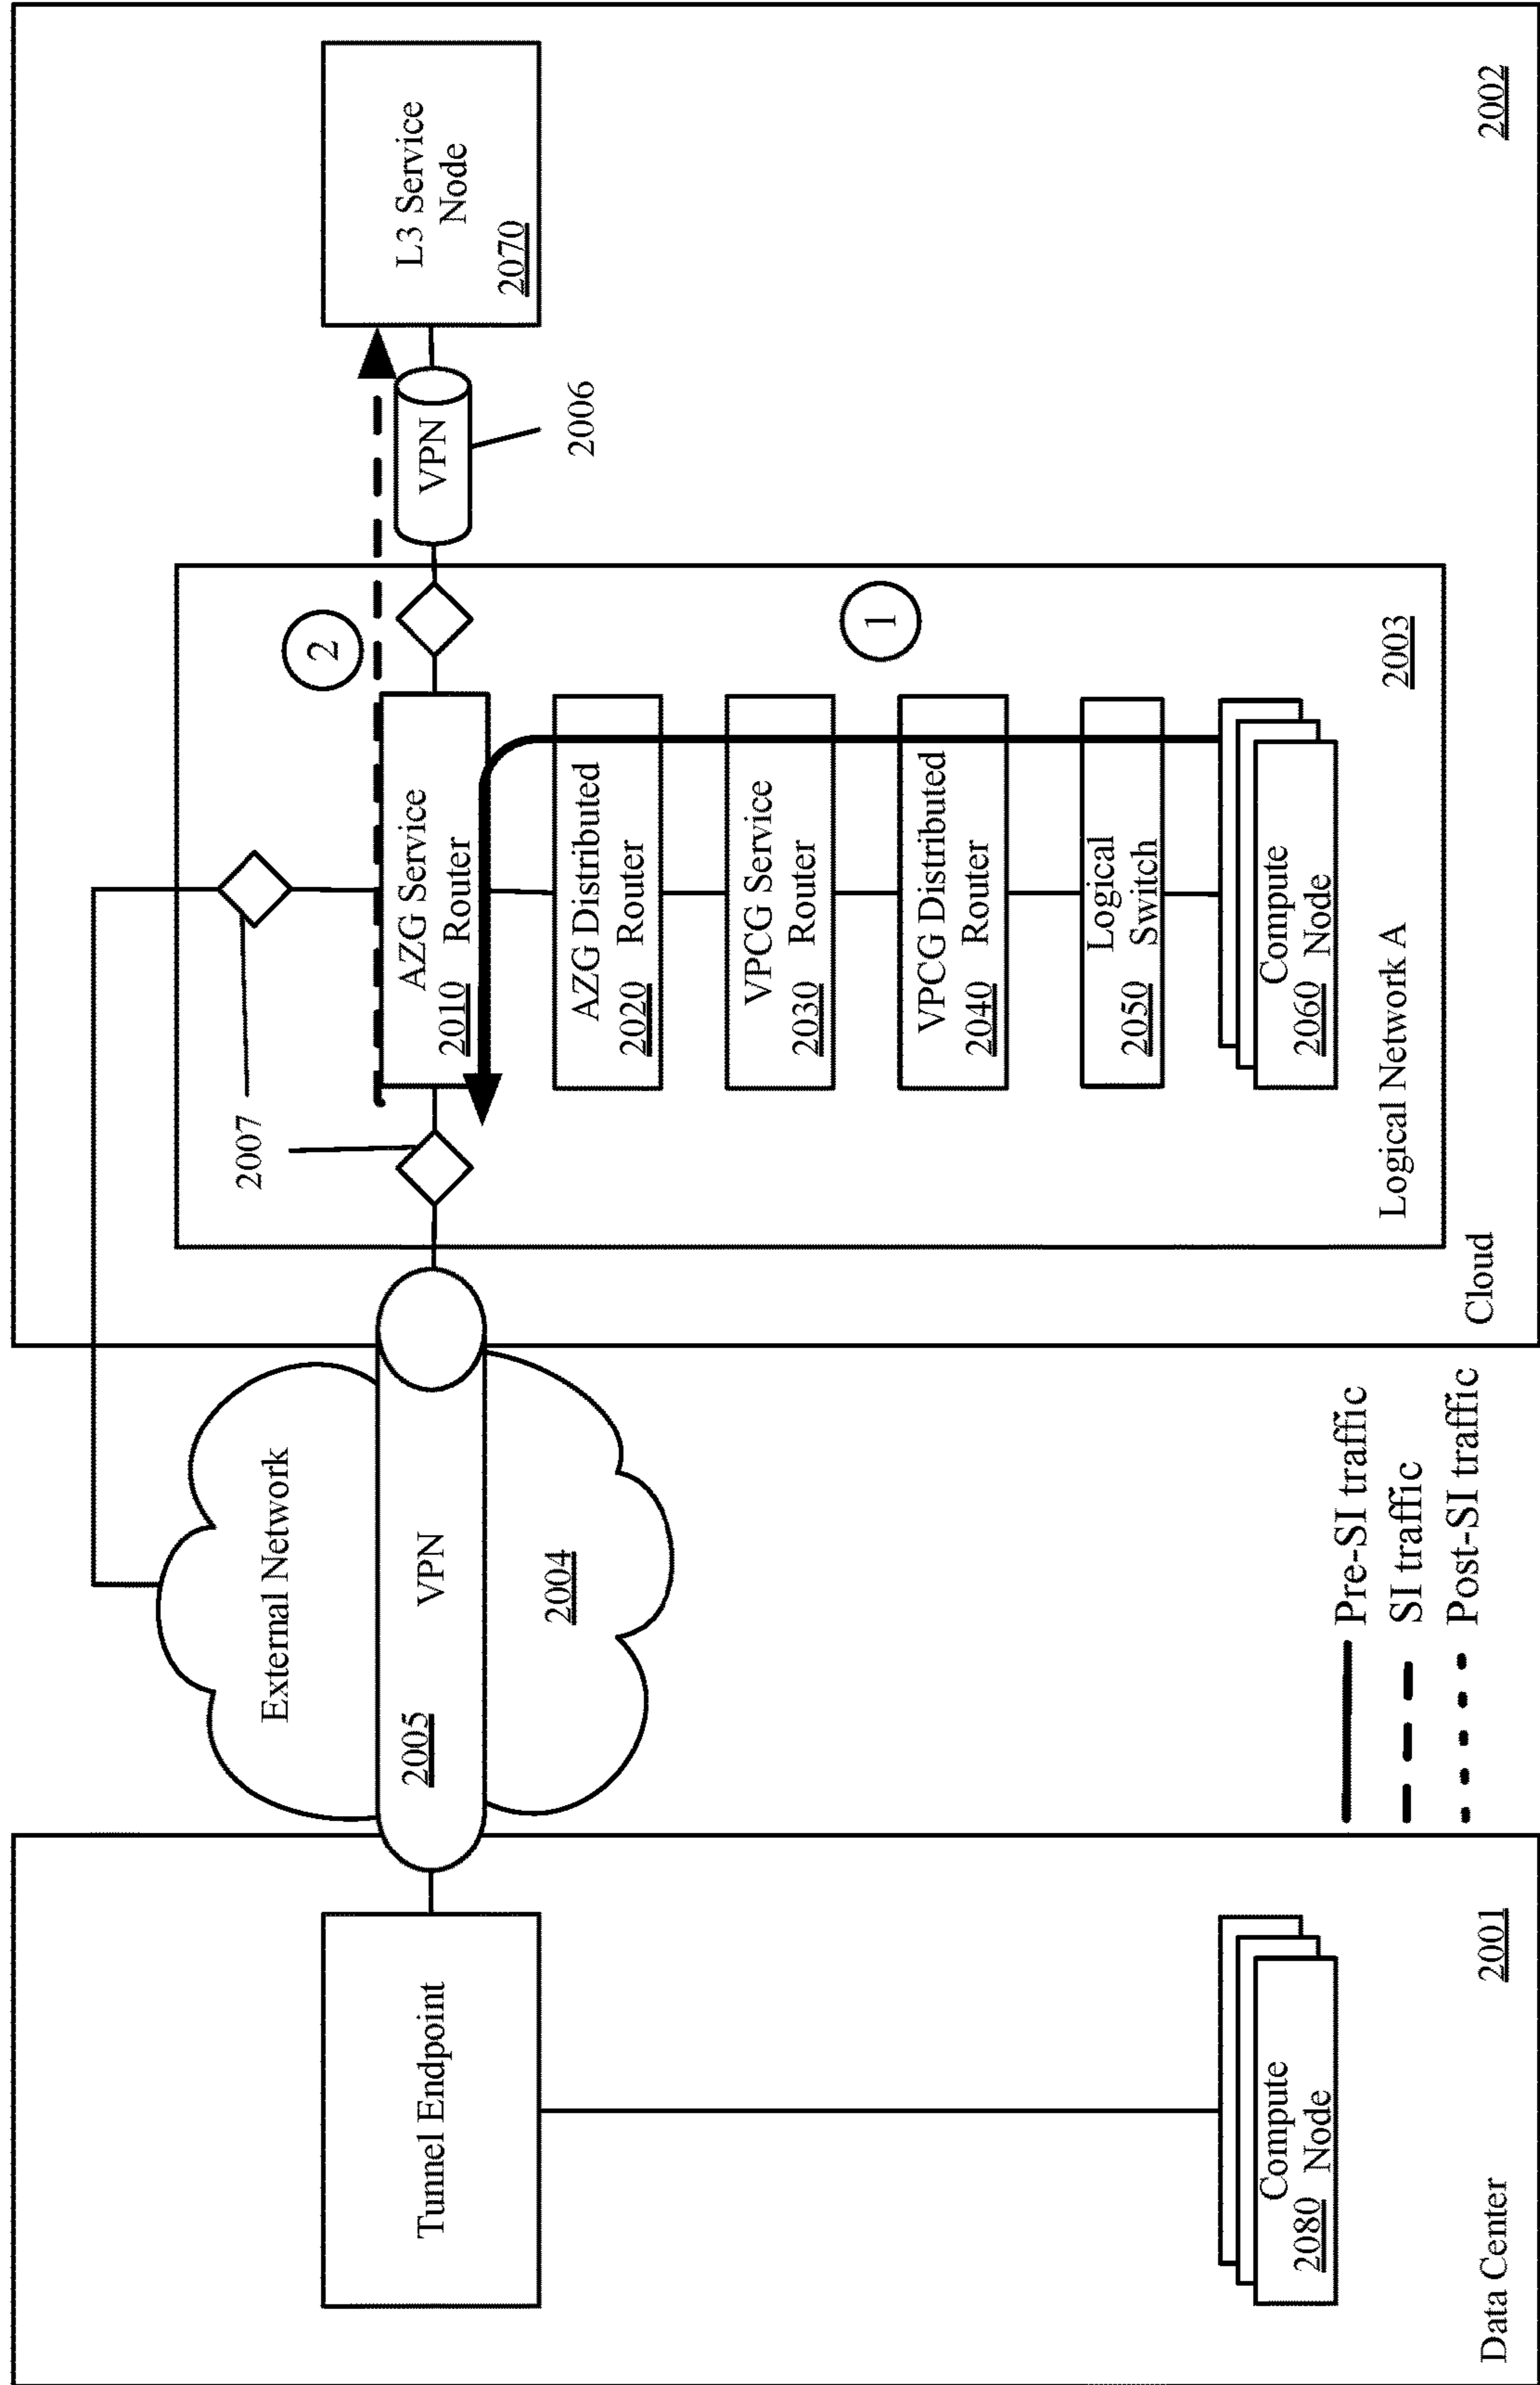 External Network
VPN
2005
2004
Tunnel Endpoint
Compute
Node
2080
Data Center
2001
Pre-SI traffic
SI traffic
Post-SI traffic
2007
2
AZG Service
Router
2010
AZG Distributed
Router
2020
VPCG Service
Router
2030
VPCG Distributed
Router
2040
Logical
Switch
2050
Compute
Node
2060
1
Logical Network A
2003
Cloud
VPN
2006
L3 Service
Node
2070
2002